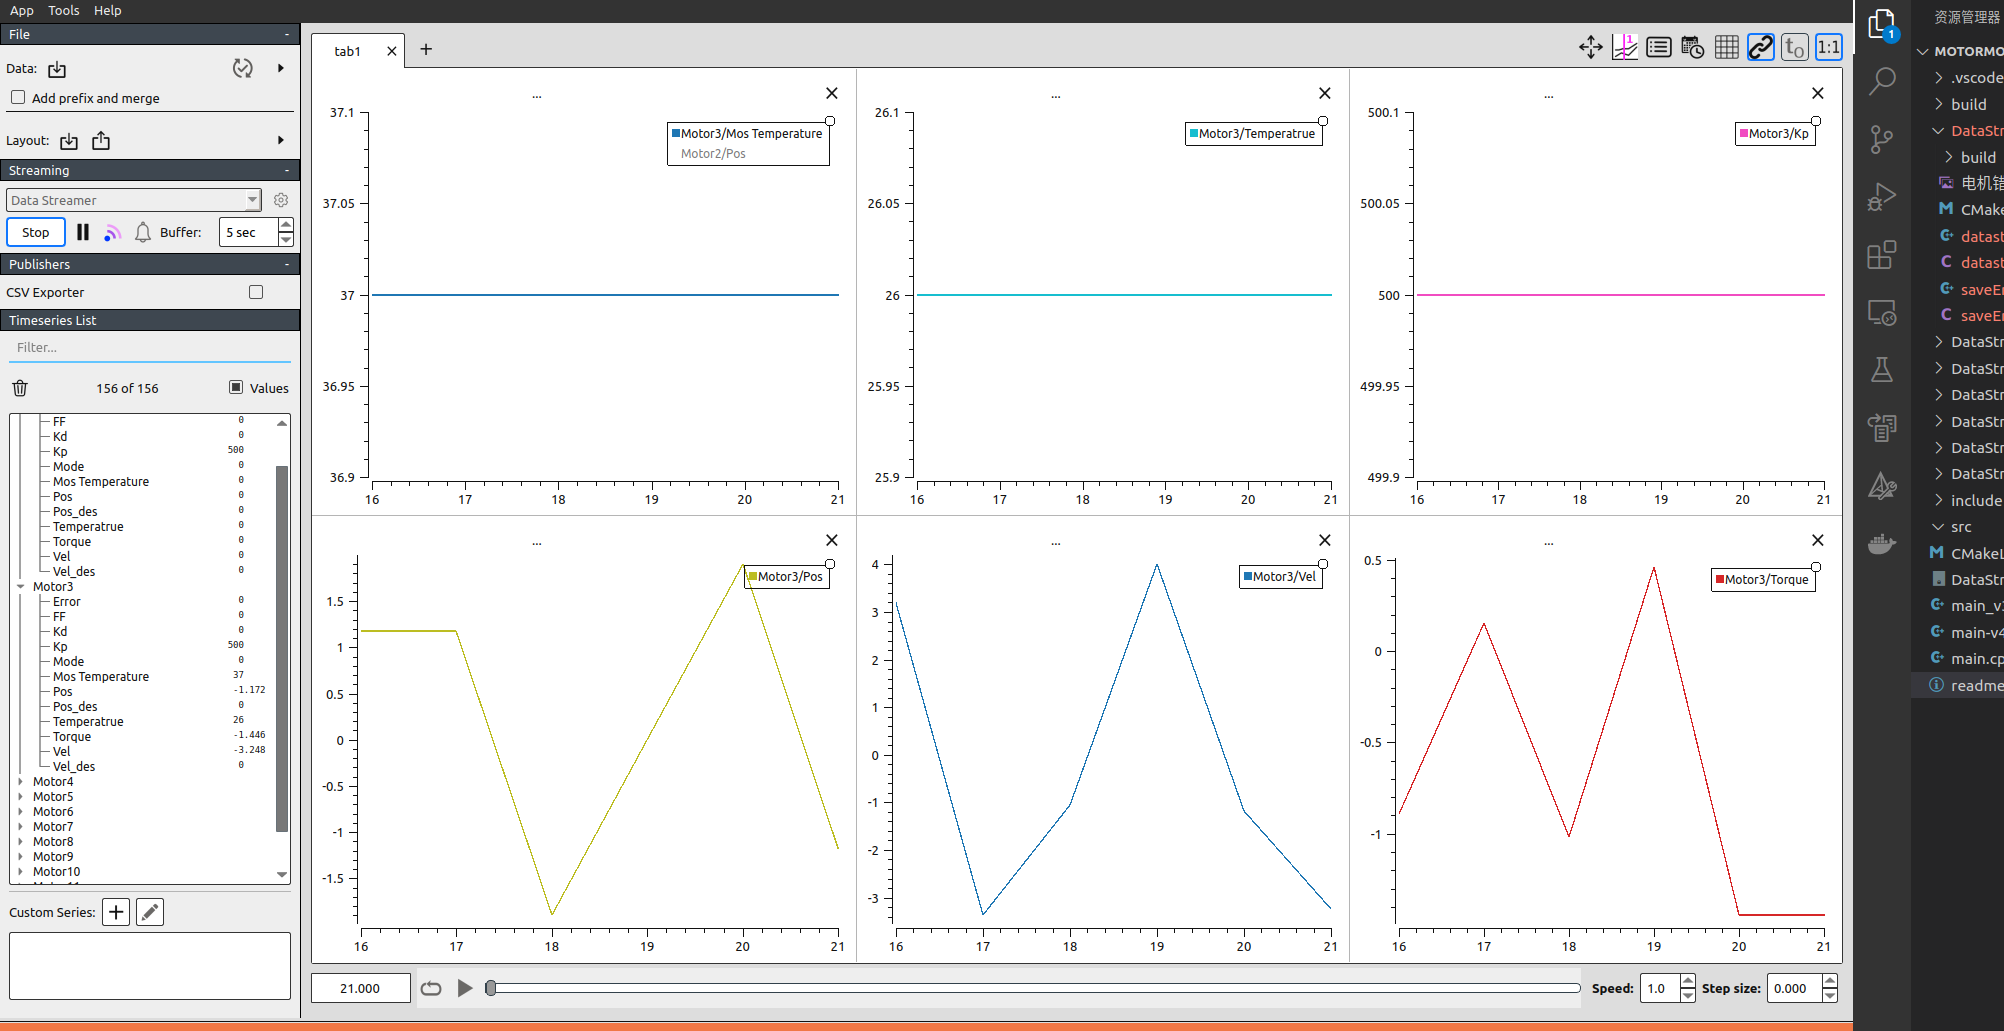 App Tools Help
File -
Data:
Add prefix and merge
Layout:
Streaming -
Data Streamer
Stop Buffer: 5 sec
Publishers -
CSV Exporter
Timeseries List
Filter...
156 of 156 Values
FF 0
Kd 0
Kp 500
Mode 0
Mos Temperature 0
Pos 0
Pos_des 0
Temperatrue 0
Torque 0
Vel 0
Vel_des 0
Motor3
Error 0
FF 0
Kd 0
Kp 500
Mode 0
Mos Temperature 37
Pos -1.172
Pos_des 0
Temperatrue 26
Torque -1.446
Vel -3.248
Vel_des 0
Motor4
Motor5
Motor6
Motor7
Motor8
Motor9
Motor10
Custom Series:
tab1
1
t0
1:1
...
Motor3/Mos Temperature
Motor2/Pos
37.1
37.05
37
36.95
36.9
16 17 18 19 20 21
...
Motor3/Temperatrue
26.1
26.05
26
25.95
25.9
16 17 18 19 20 21
...
Motor3/Kp
500.1
500.05
500
499.95
499.9
16 17 18 19 20 21
...
Motor3/Pos
1.5
1
0.5
0
-0.5
-1
-1.5
16 17 18 19 20 21
...
Motor3/Vel
4
3
2
1
0
-1
-2
-3
16 17 18 19 20 21
...
Motor3/Torque
0.5
0
-0.5
-1
16 17 18 19 20 21
21.000 Speed: 1.0 Step size: 0.000
1
资源管理器
MOTORMO
.vscode
build
DataStr
build
电机错
CMake
datast
datast
saveEr
saveEr
DataStr
DataStr
DataStr
DataStr
DataStr
DataStr
include
src
CMakeL
DataStr
main_v3
main-v4
main.cp
readme